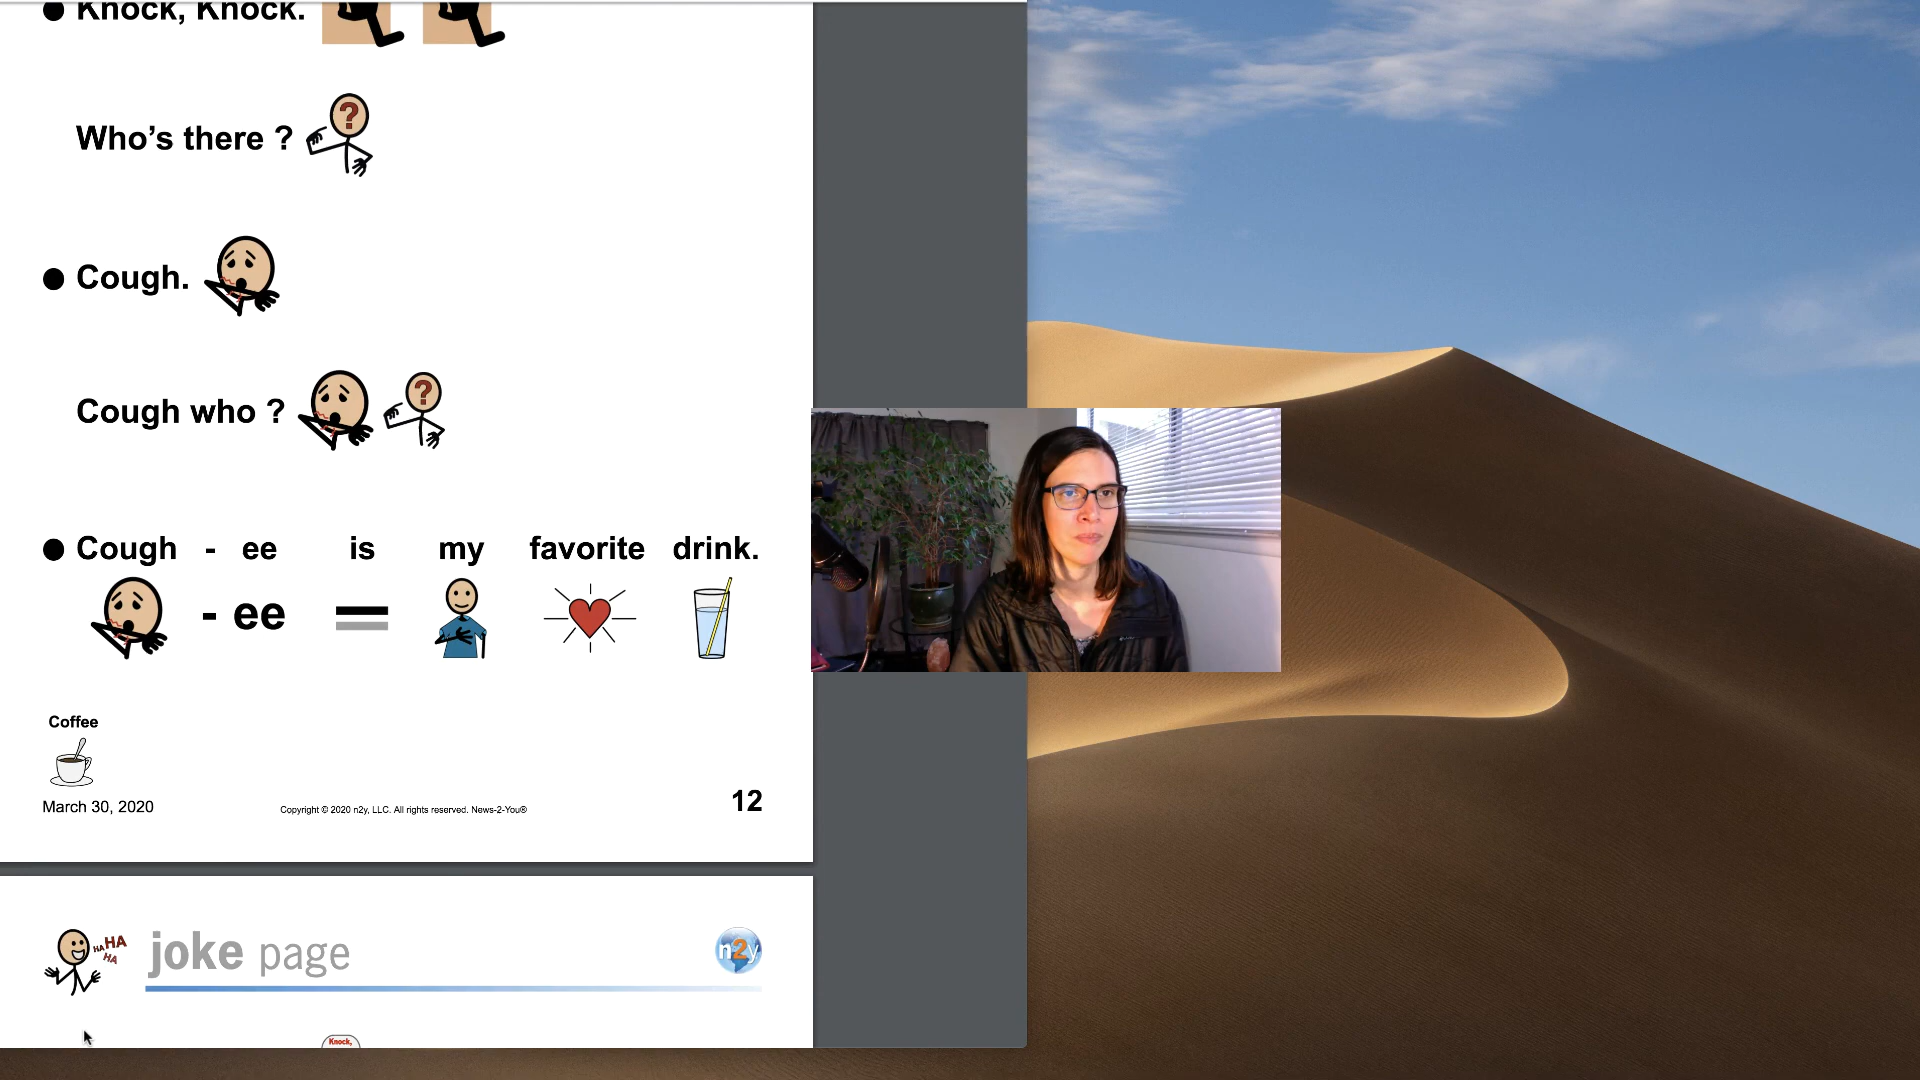 Knock, Knock.
Who's there ?
?
Cough.
Cough who ?
?
Cough - ee is my favorite drink.
- ee
Coffee
March 30, 2020
Copyright © 2020 n2y, LLC. All rights reserved. News-2-You®
12
HA HA HA
joke page
n2y
Knock,